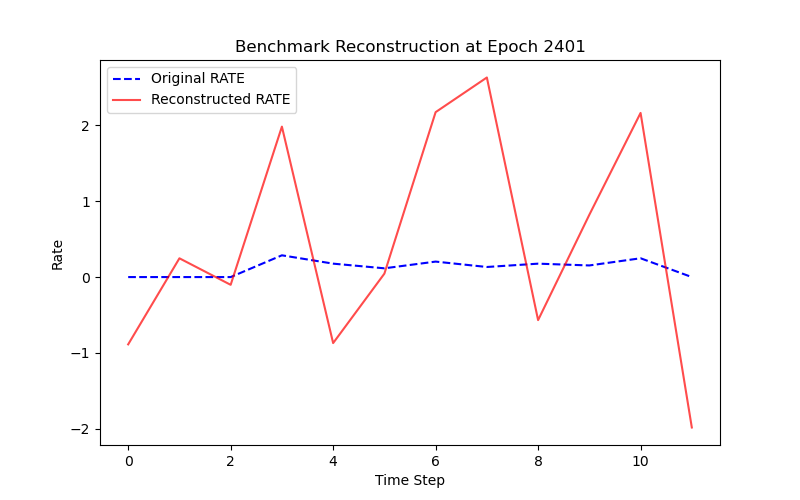 Benchmark Reconstruction at Epoch 2401
Original RATE
Reconstructed RATE
Rate
2
1
0
−1
−2
0 2 4 6 8 10
Time Step